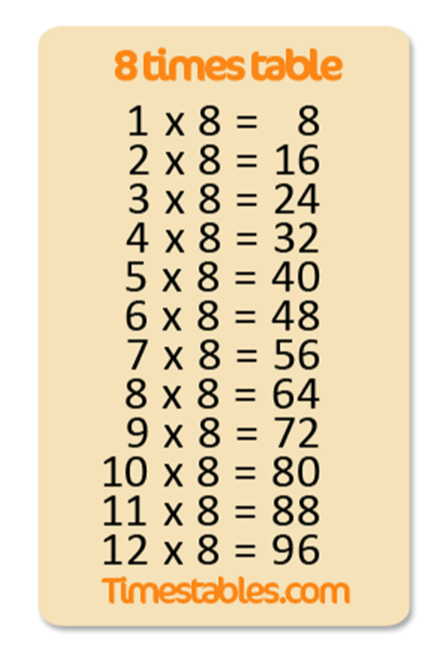 8 times table
1 x 8 = 8
2 x 8 = 16
3 x 8 = 24
4 x 8 = 32
5 x 8 = 40
6 x 8 = 48
7 x 8 = 56
8 x 8 = 64
9 x 8 = 72
10 x 8 = 80
11 x 8 = 88
12 x 8 = 96
Timestables.com